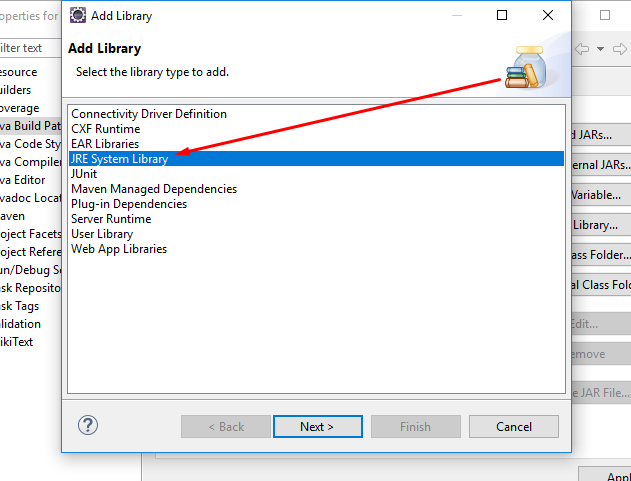 operties for
Add Library
ilter text
Add Library
Select the library type to add.
esource
uilders
overage
va Build Pat
va Code Sty
va Compiler
va Editor
vadoc Locat
aven
oject Facets
oject Refere
un/Debug Se
sk Reposito
sk Tags
lidation
ikiText
Connectivity Driver Definition
CXF Runtime
EAR Libraries
JRE System Library
JUnit
Maven Managed Dependencies
Plug-in Dependencies
Server Runtime
User Library
Web App Libraries
d JARs...
ernal JARs...
Variable...
Library...
ass Folder...
al Class Fold
Edit...
emove
e JAR File...
?
< Back
Next >
Finish
Cancel
Apply